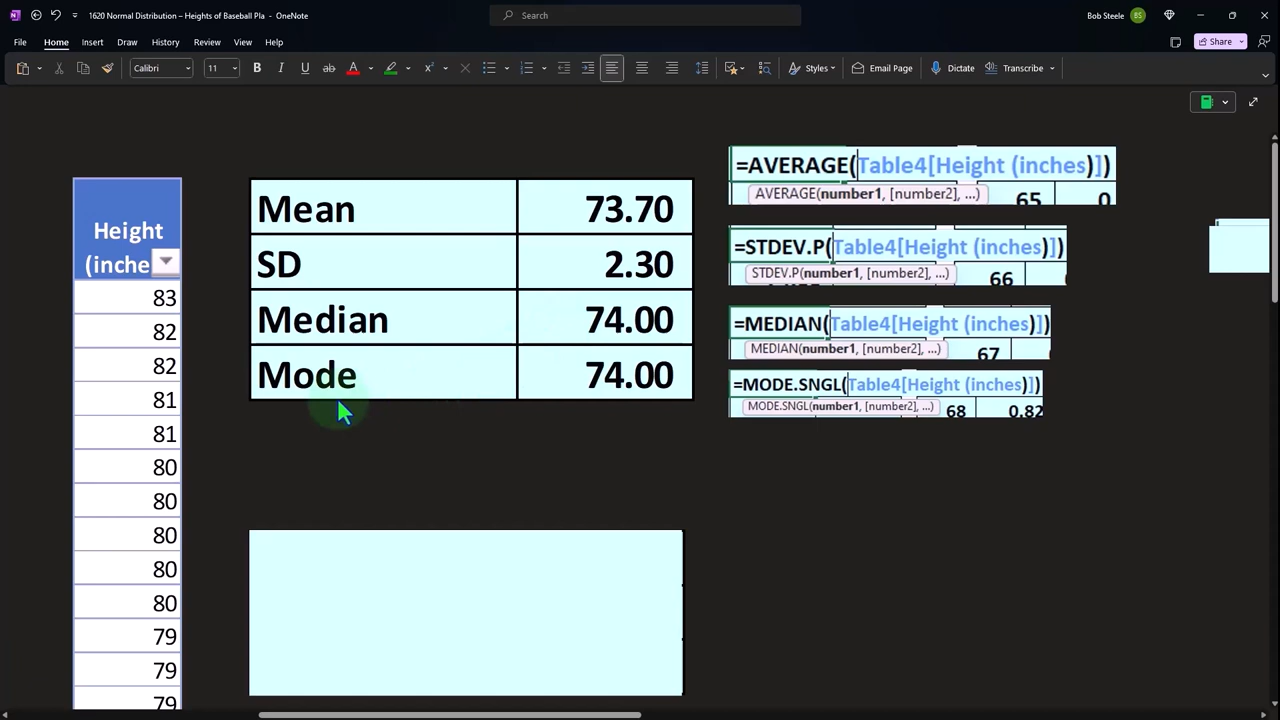 1620 Normal Distribution – Heights of Baseball Pla - OneNote
Search
Bob Steele
BS
File Home Insert Draw History Review View Help
Share
Calibri
11
B I U ab A x²
Styles
Email Page
Dictate
Transcribe
Height
(inche
83
82
82
81
81
80
80
80
80
80
79
79
79
Mean 73.70
SD 2.30
Median 74.00
Mode 74.00
=AVERAGE(Table4[Height (inches)])
AVERAGE(number1, [number2], ...)
65 0
=STDEV.P(Table4[Height (inches)])
STDEV.P(number1, [number2], ...)
66
=MEDIAN(Table4[Height (inches)])
MEDIAN(number1, [number2], ...)
67
=MODE.SNGL(Table4[Height (inches)])
MODE.SNGL(number1, [number2], ...)
68 0.82